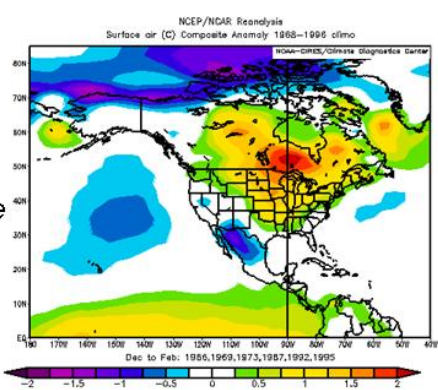 NCEP/NCAR Reanalysis
Surface air (C) Composite Anomaly 1968-1996 climo
NOAA-CIRES/Climate Diagnostics Center
80N
70N
60N
50N
40N
30N
20N
10N
EQ
180 170W 160W 150W 140W 130W 120W 110W 100W 90W 80W 70W 60W 50W 40W
Dec to Feb: 1986,1969,1973,1987,1992,1995
-2 -1.5 -1 -0.5 0 0.5 1 1.5 2